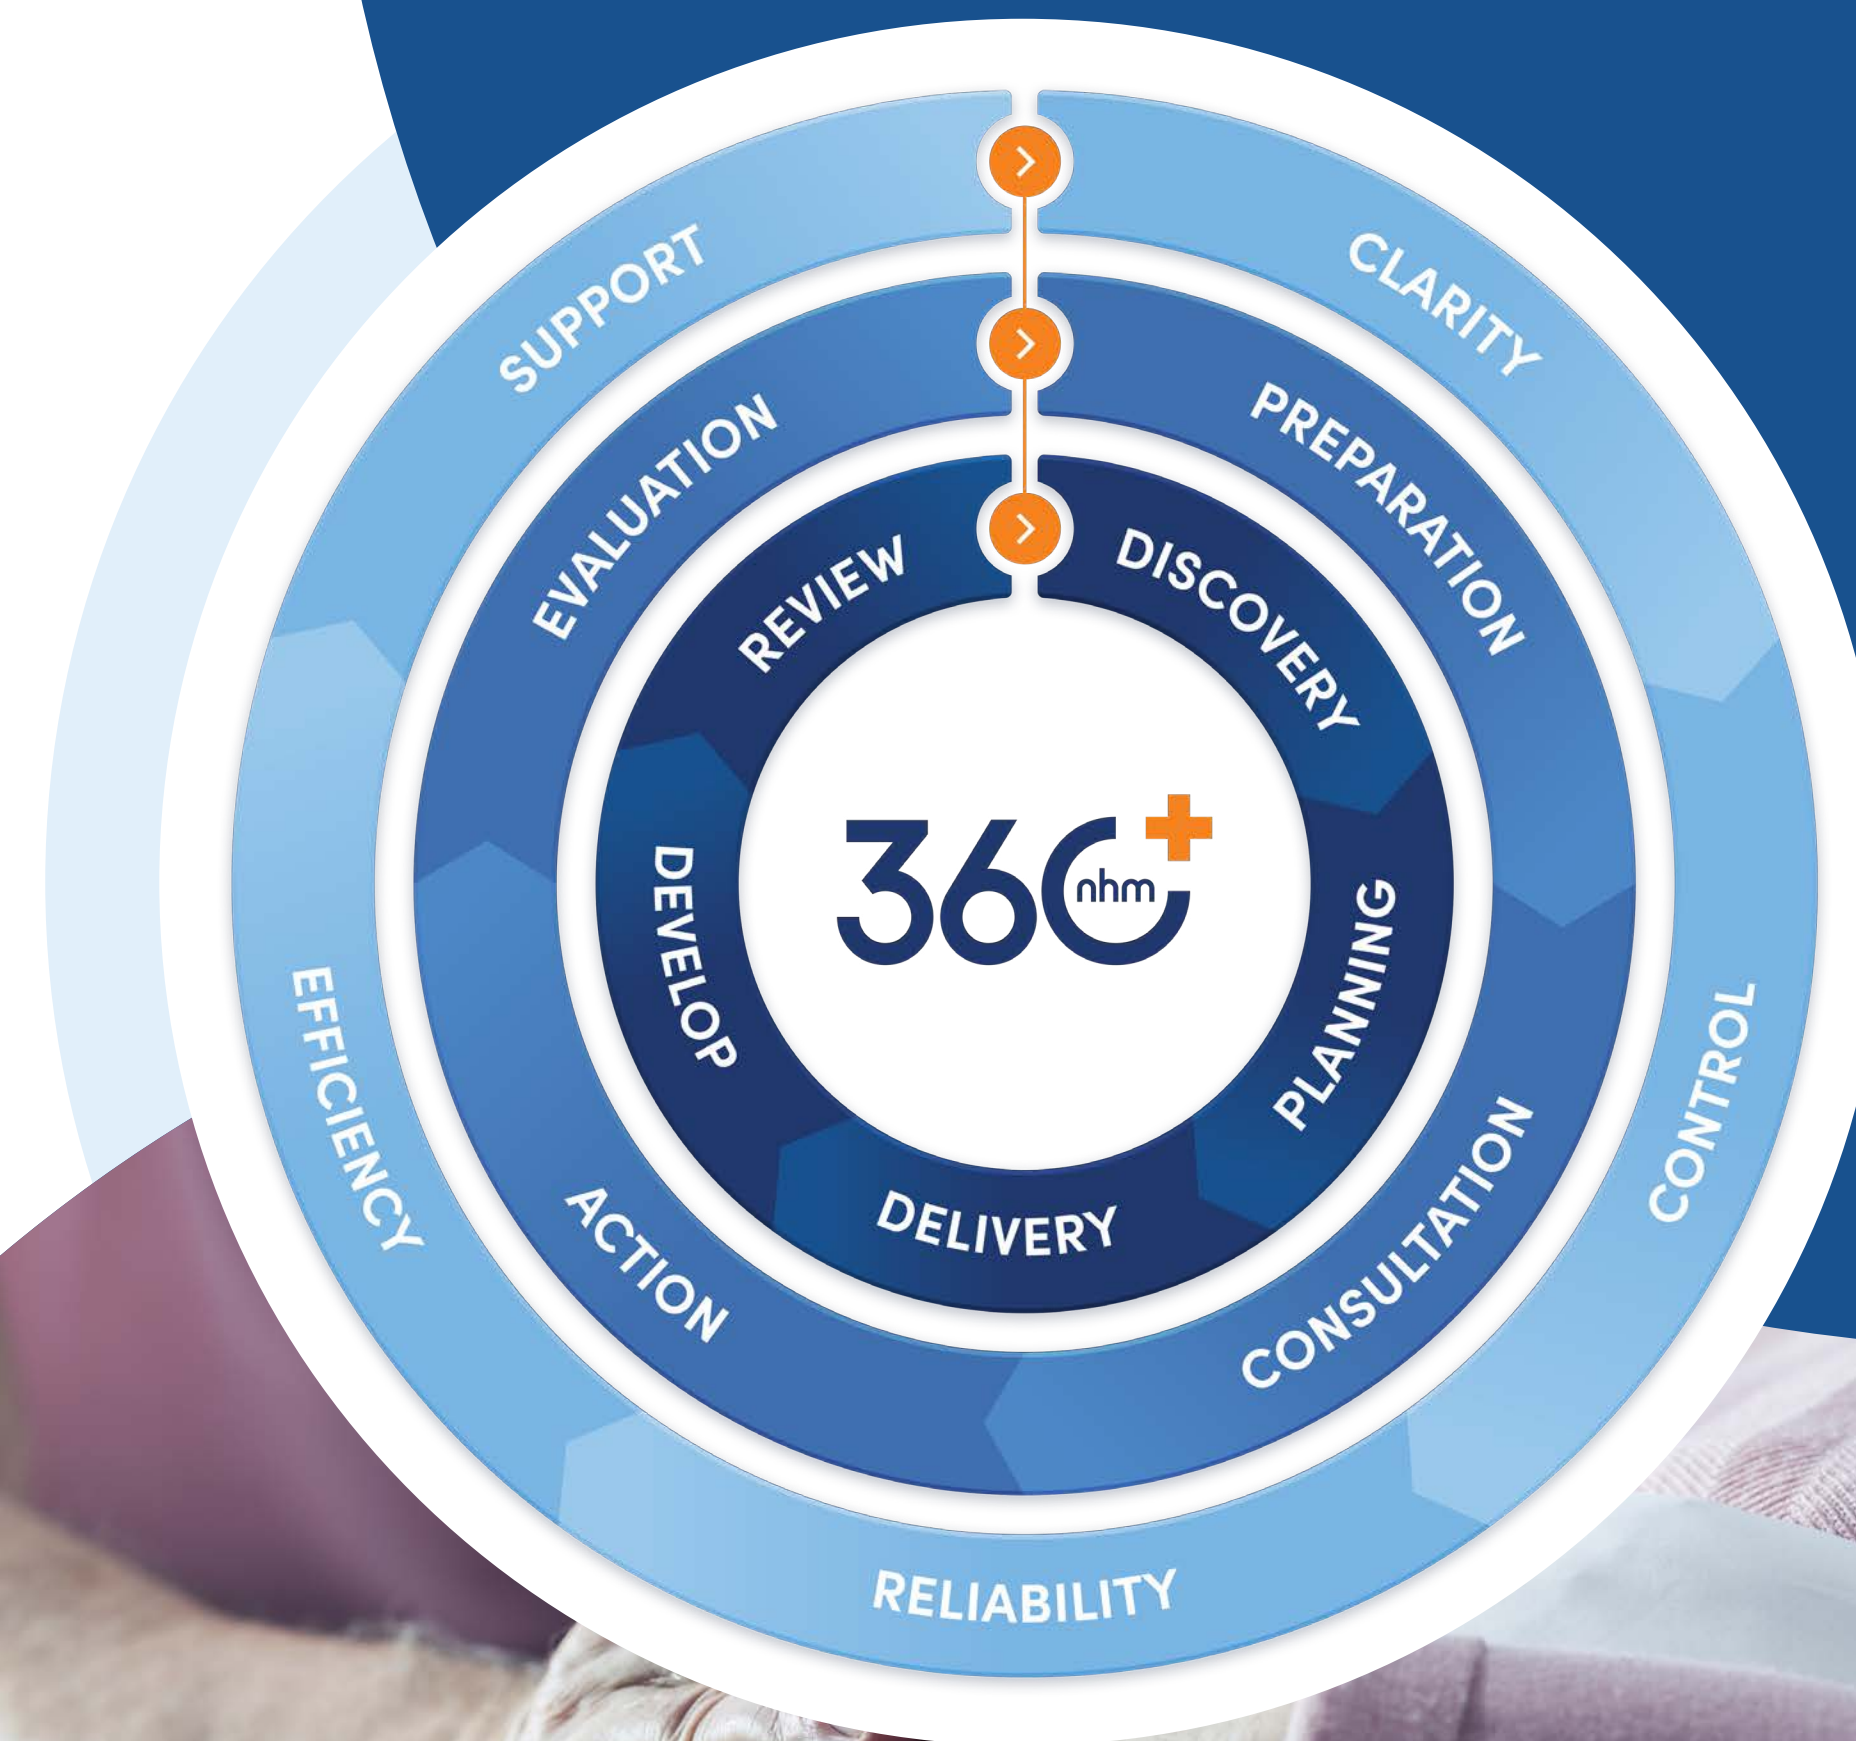 CLARITY
CONTROL
RELIABILITY
EFFICIENCY
SUPPORT
PREPARATION
CONSULTATION
ACTION
EVALUATION
DISCOVERY
PLANNING
DELIVERY
DEVELOP
REVIEW
360+
nhm